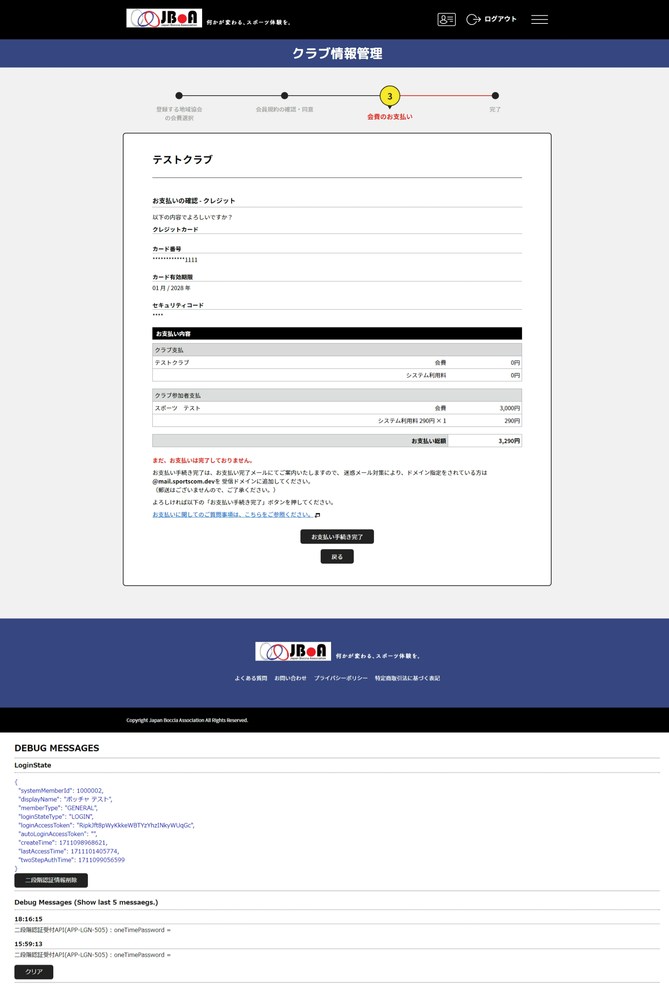 JBoA
Japan Boccia Association
何かが変わる、スポーツ体験を。
ログアウト
クラブ情報管理
3
登録する地域協会
の会費選択
会員規約の確認・同意
会費のお支払い
完了
テストクラブ
お支払いの確認 - クレジット
以下の内容でよろしいですか？
クレジットカード
カード番号
************1111
カード有効期限
01 月 / 2028 年
セキュリティコード
****
お支払い内容
クラブ支払
テストクラブ 会費 0円
システム利用料 0円
クラブ参加者支払
スポーツ　テスト 会費 3,000円
システム利用料 290円 × 1 290円
お支払い総額 3,290円
まだ、お支払いは完了しておりません。
お支払い手続き完了は、お支払い完了メールにてご案内いたしますので、 迷惑メール対策により、ドメイン指定をされている方は
@mail.sportscom.devを 受信ドメインに追加してください。
（郵送はございませんので、ご了承ください。）
よろしければ以下の「お支払い手続き完了」ボタンを押してください。
お支払いに関してのご質問事項は、こちらをご参照ください。
お支払い手続き完了
戻る
JBoA
Japan Boccia Association
何かが変わる、スポーツ体験を。
よくある質問 お問い合わせ プライバシーポリシー 特定商取引法に基づく表記
Copyright Japan Boccia Association All Rights Reserved.
DEBUG MESSAGES
LoginState
{
"systemMemberId": 1000002,
"displayName": "ボッチャ テスト",
"memberType": "GENERAL",
"loginStateType": "LOGIN",
"loginAccessToken": "RipkJft8pWyKkkeWBTYzYhzINkyWUqGc",
"autoLoginAccessToken": "",
"createTime": 1711098968621,
"lastAccessTime": 1711101405774,
"twoStepAuthTime": 1711099056599
}
二段階認証情報削除
Debug Messages (Show last 5 messaegs.)
18:16:15
二段階認証受付API(APP-LGN-505) : oneTimePassword =
15:59:13
二段階認証受付API(APP-LGN-505) : oneTimePassword =
クリア